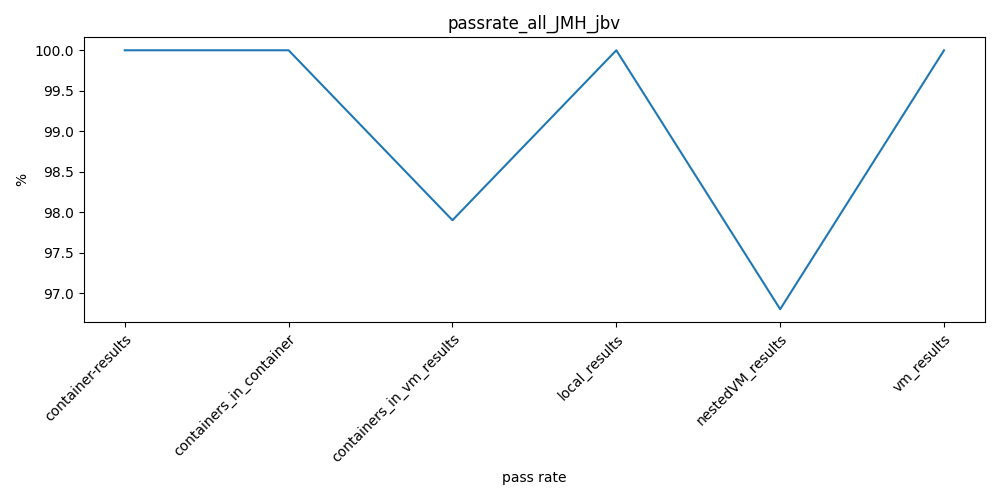 passrate_all_JMH_jbv
%
100.0
99.5
99.0
98.5
98.0
97.5
97.0
container-results
containers_in_container
containers_in_vm_results
local_results
nestedVM_results
vm_results
pass rate